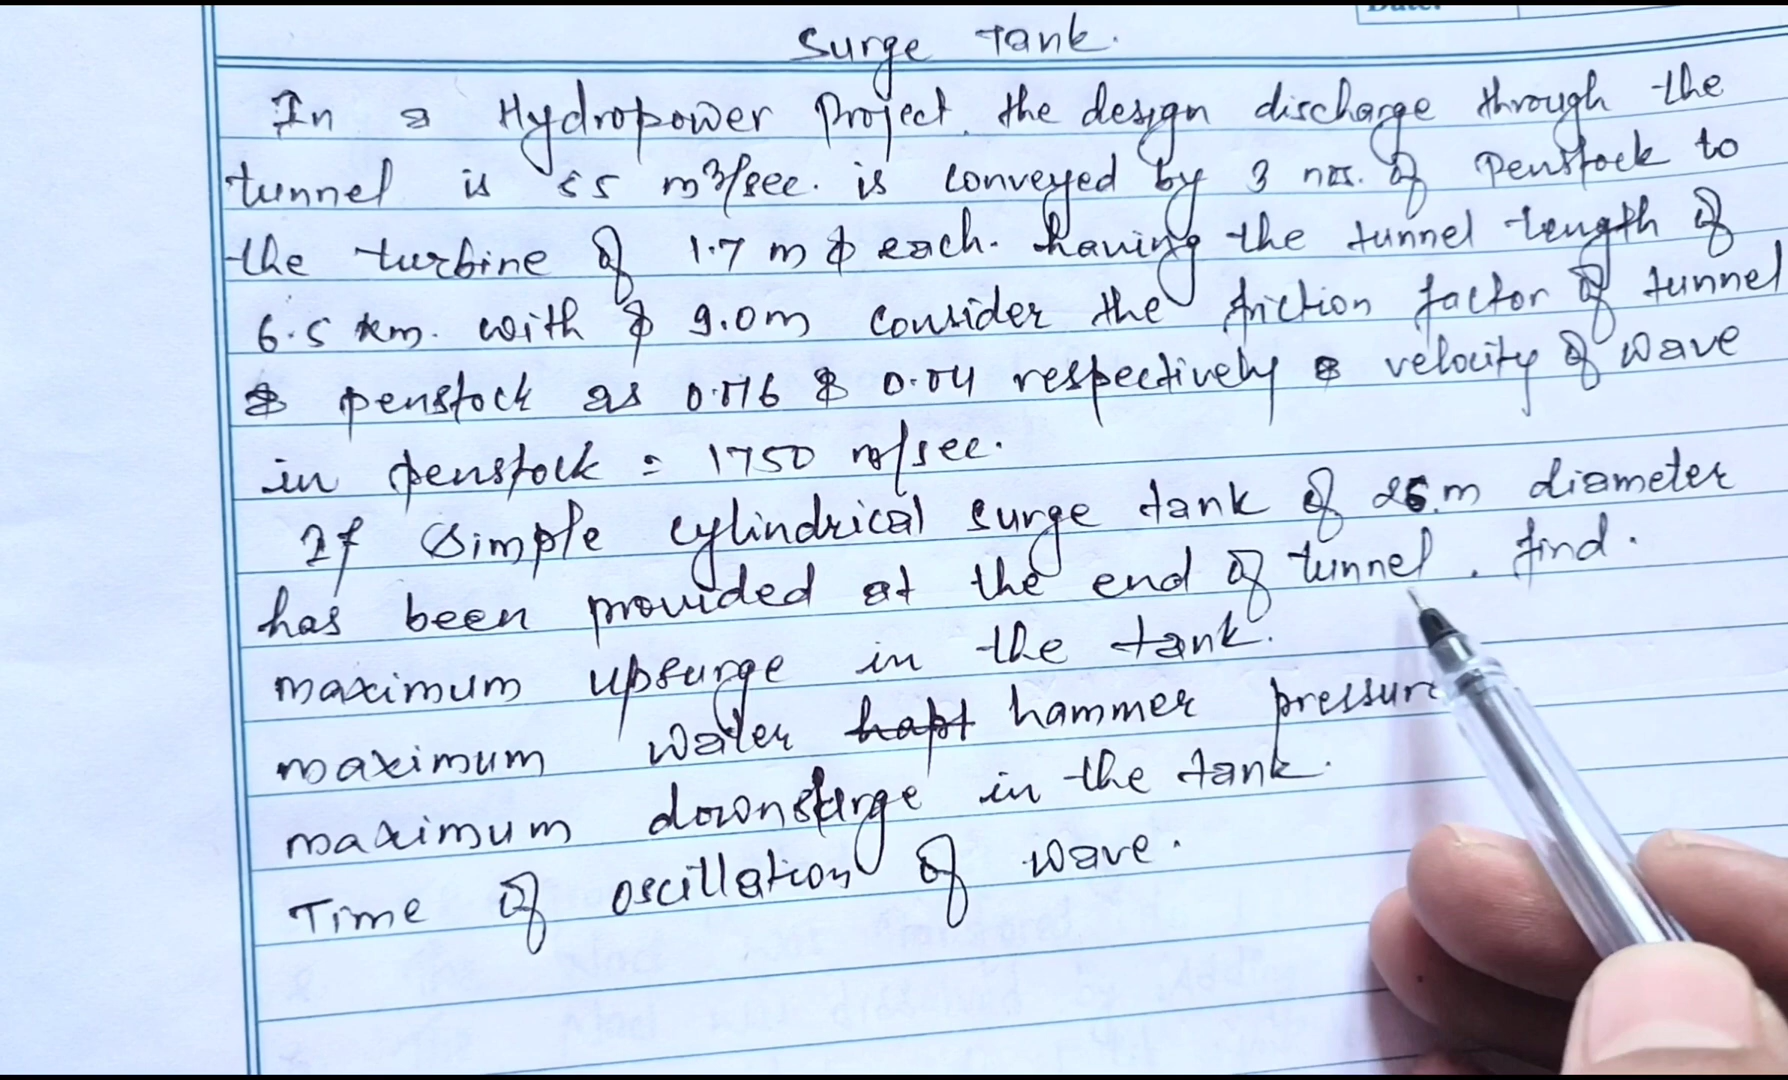 Date:
Surge Tank.
In a Hydropower Project, the design discharge through the
tunnel is 55 m³/sec. is conveyed by 3 nos. of Penstock to
the turbine of 1.7 m ϕ each. having the tunnel length of
6.5 km. with ϕ 9.0m consider the friction factor of tunnel
& penstock as 0.016 & 0.04 respectively & velocity of wave
in penstock = 1750 m/sec.
If simple cylindrical surge tank of m diameter
has been provided at the end of tunnel. find.
maximum upsurge in the tank.
maximum water hammer pressure
maximum downsurge in the tank.
Time of oscillation of wave.